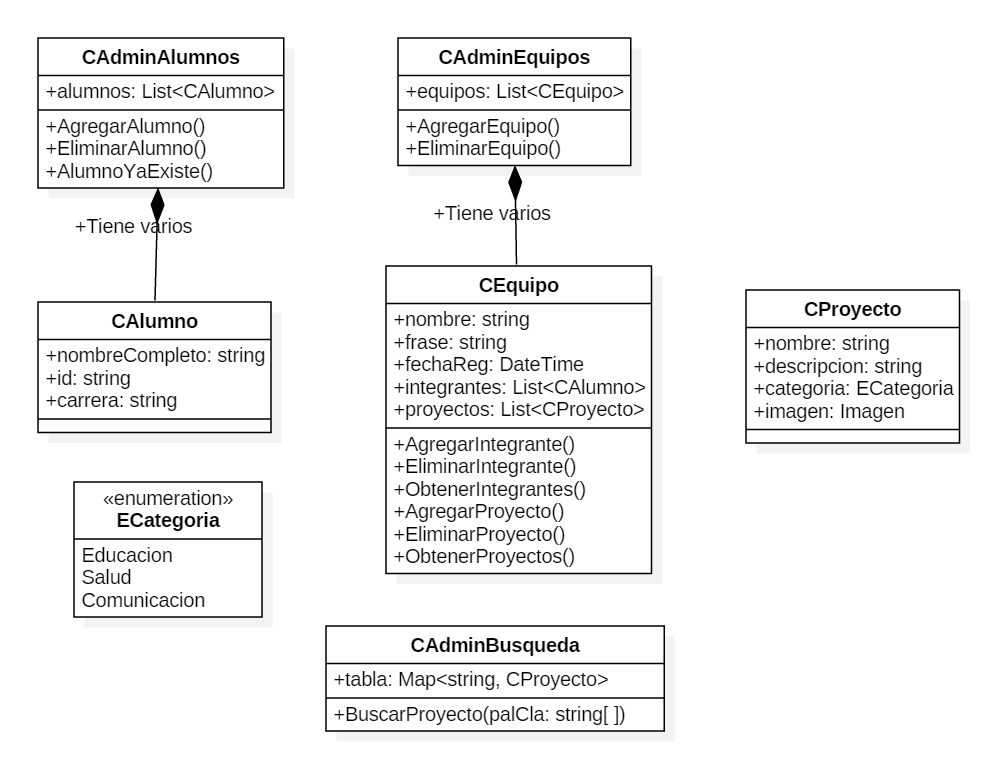 CAdminAlumnos
+alumnos: List<CAlumno>
+AgregarAlumno()
+EliminarAlumno()
+AlumnoYaExiste()
+Tiene varios
CAlumno
+nombreCompleto: string
+id: string
+carrera: string
«enumeration»
ECategoria
Educacion
Salud
Comunicacion
CAdminEquipos
+equipos: List<CEquipo>
+AgregarEquipo()
+EliminarEquipo()
+Tiene varios
CEquipo
+nombre: string
+frase: string
+fechaReg: DateTime
+integrantes: List<CAlumno>
+proyectos: List<CProyecto>
+AgregarIntegrante()
+EliminarIntegrante()
+ObtenerIntegrantes()
+AgregarProyecto()
+EliminarProyecto()
+ObtenerProyectos()
CProyecto
+nombre: string
+descripcion: string
+categoria: ECategoria
+imagen: Imagen
CAdminBusqueda
+tabla: Map<string, CProyecto>
+BuscarProyecto(palCla: string[ ])